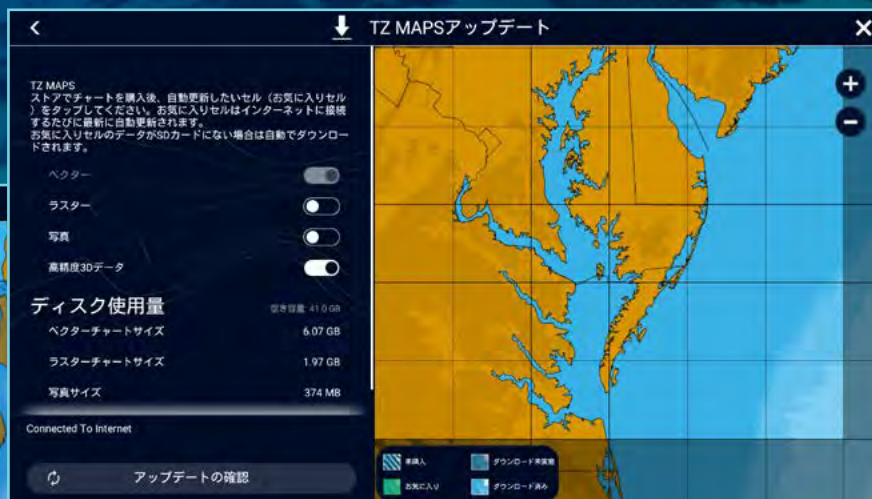 TZ MAPSアップデート
TZ MAPS
ストアでチャートを購入後、自動更新したいセル（お気に入りセル
）をタップしてください。お気に入りセルはインターネットに接続
するたびに最新に自動更新されます。
お気に入りセルのデータがSDカードにない場合は自動でダウンロー
ドされます。
ベクター
ラスター
写真
高精度3Dデータ
ディスク使用量 空き容量: 41.0 GB
ベクターチャートサイズ 6.07 GB
ラスターチャートサイズ 1.97 GB
写真サイズ 374 MB
Connected To Internet
アップデートの確認
未購入 ダウンロード未実施
お気に入り ダウンロード済み